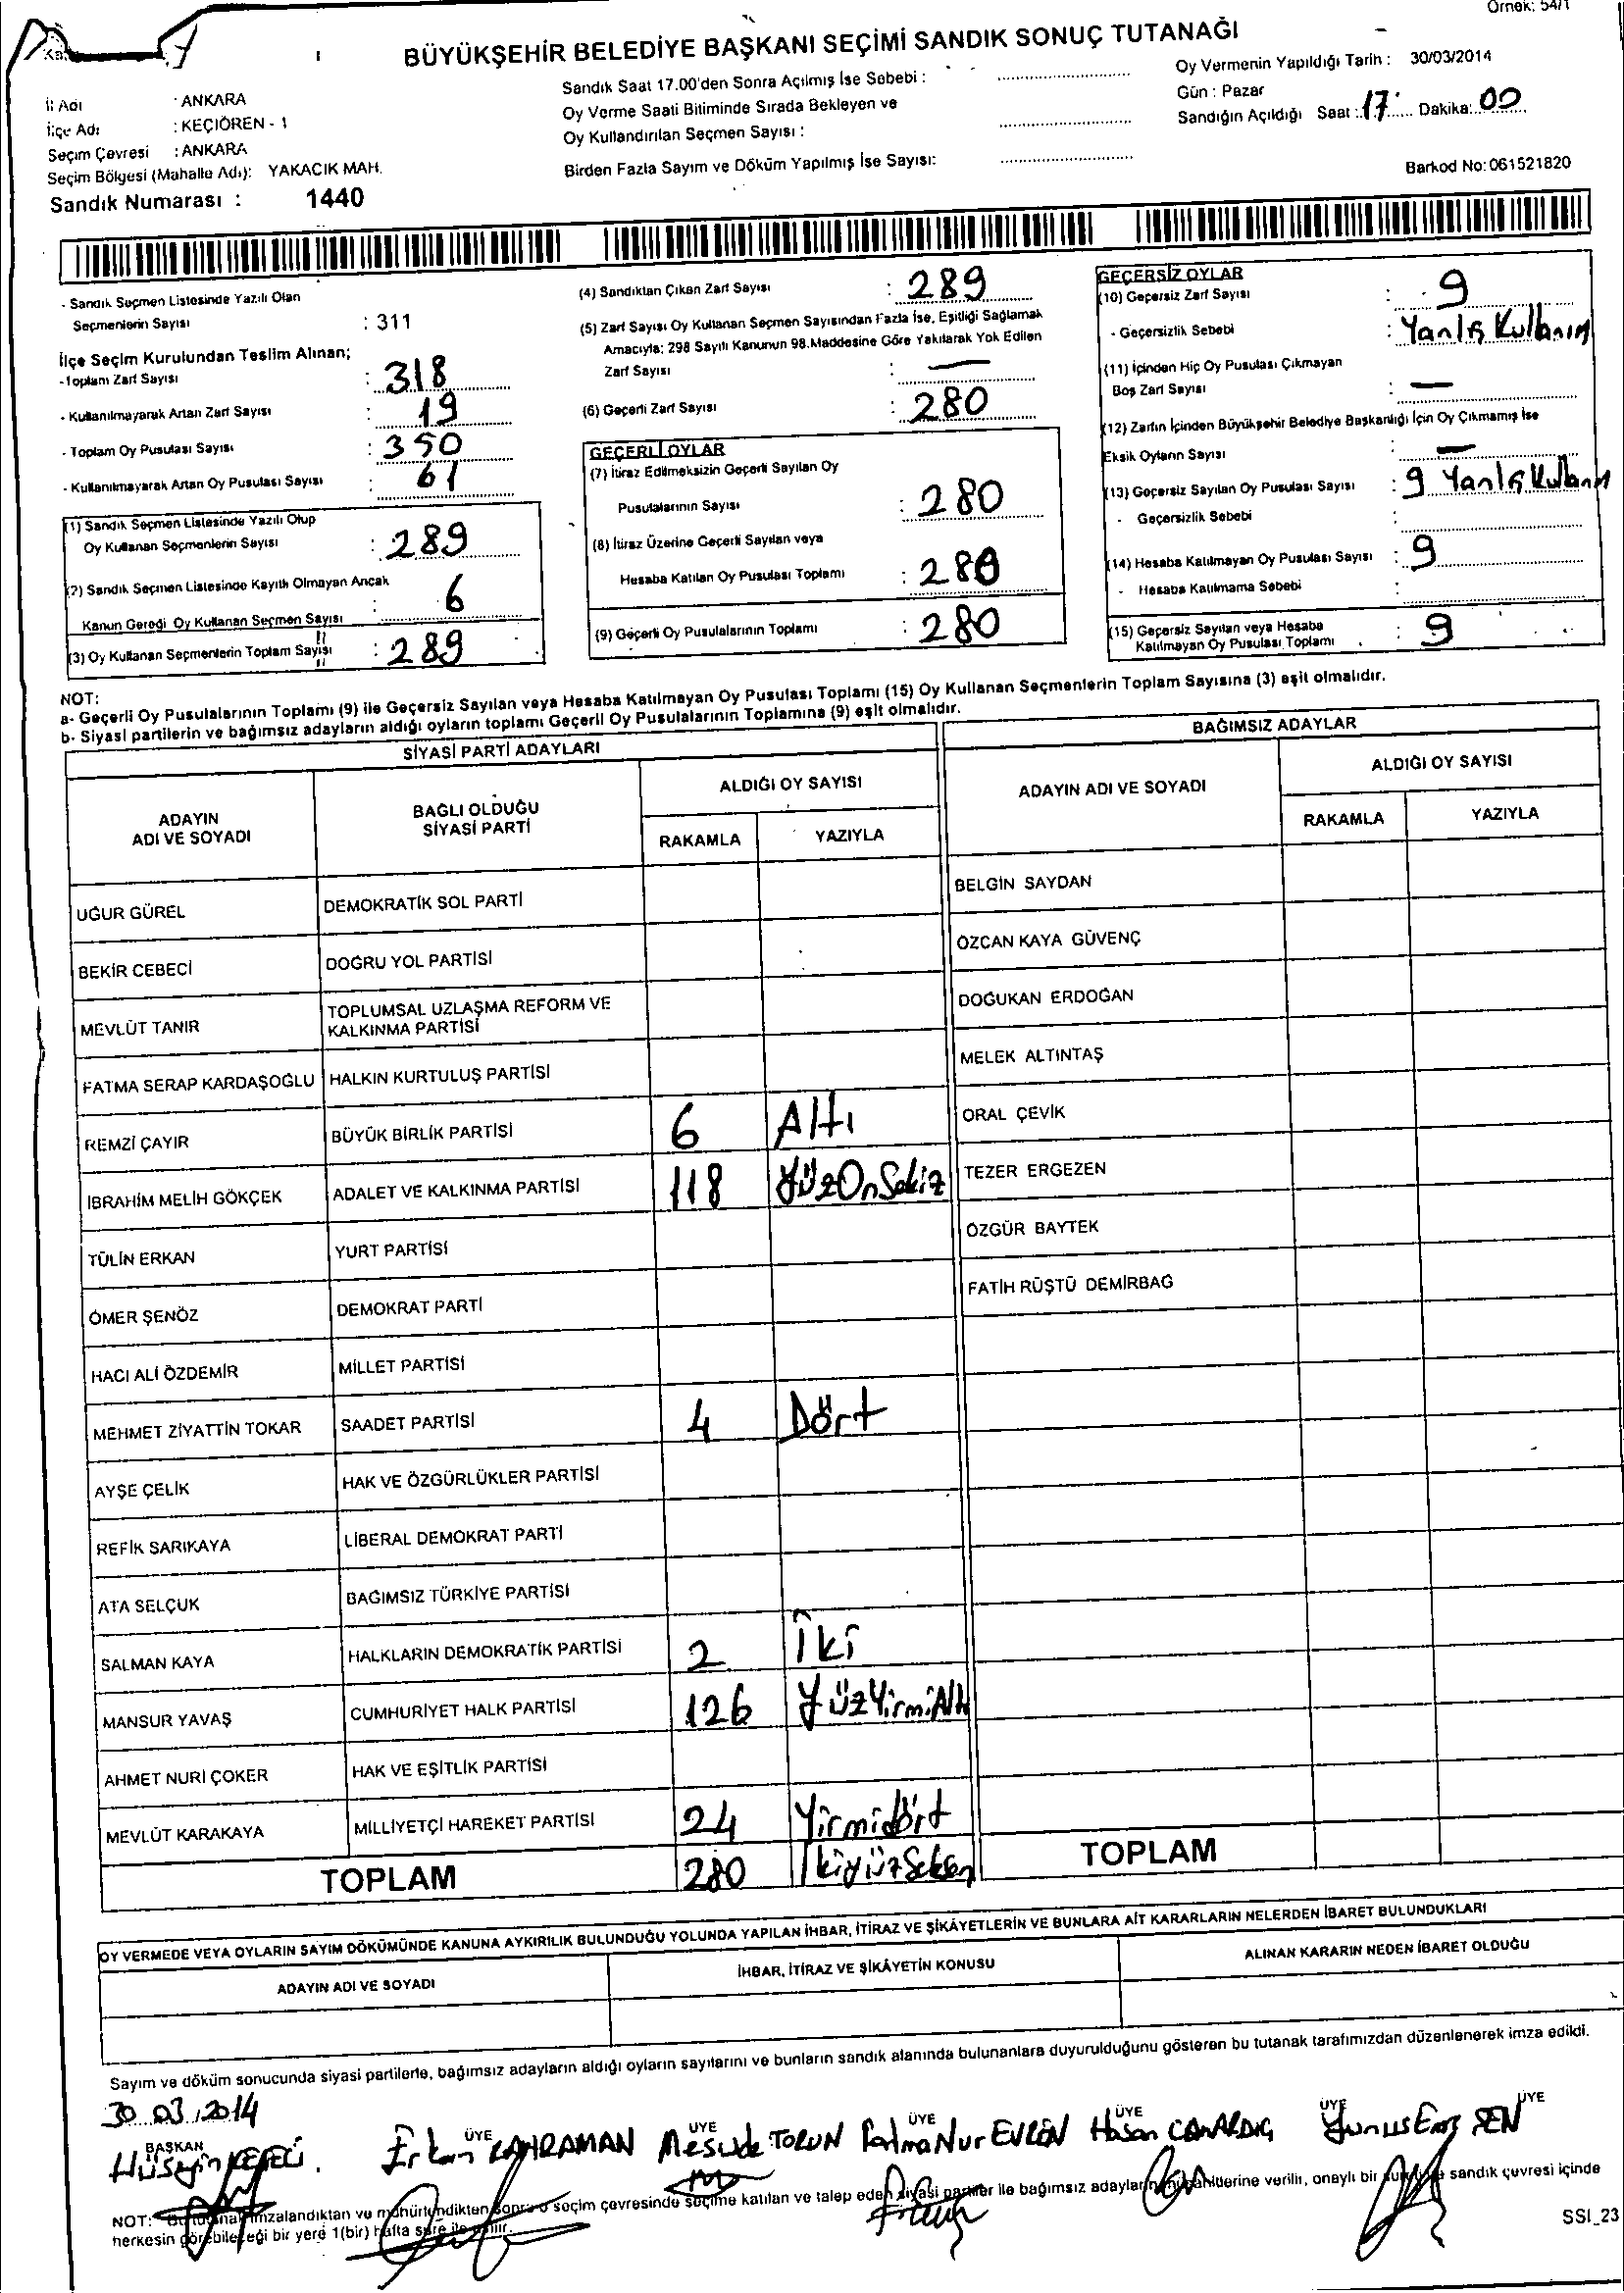 Örnek: 54/1
BÜYÜKŞEHİR BELEDİYE BAŞKANI SEÇİMİ SANDIK SONUÇ TUTANAĞI
İl Adı : ANKARA
İlçe Adı : KEÇİÖREN - 1
Seçim Çevresi : ANKARA
Seçim Bölgesi (Mahalle Adı): YAKACIK MAH.
Sandık Numarası : 1440
Sandık Saat 17.00'den Sonra Açılmış İse Sebebi :
Oy Verme Saati Bitiminde Sırada Bekleyen ve
Oy Kullandırılan Seçmen Sayısı :
Birden Fazla Sayım ve Döküm Yapılmış İse Sayısı:
Oy Vermenin Yapıldığı Tarih : 30/03/2014
Gün : Pazar
Sandığın Açıldığı Saat : 17 Dakika: 00
Barkod No: 061521820
- Sandık Seçmen Listesinde Yazılı Olan
Seçmenlerin Sayısı : 311
İlçe Seçim Kurulundan Teslim Alınan;
- Toplam Zarf Sayısı : 318
- Kullanılmayarak Artan Zarf Sayısı : 19
- Toplam Oy Pusulası Sayısı : 350
- Kullanılmayarak Artan Oy Pusulası Sayısı : 61
(1) Sandık Seçmen Listesinde Yazılı Olup
Oy Kullanan Seçmenlerin Sayısı : 289
(2) Sandık Seçmen Listesinde Kayıtlı Olmayan Ancak
Kanun Gereği Oy Kullanan Seçmen Sayısı : 6
(3) Oy Kullanan Seçmenlerin Toplam Sayısı : 289
(4) Sandıktan Çıkan Zarf Sayısı : 289
(5) Zarf Sayısı Oy Kullanan Seçmen Sayısından Fazla İse, Eşitliği Sağlamak
Amacıyla; 298 Sayılı Kanunun 98.Maddesine Göre Yakılarak Yok Edilen
Zarf Sayısı : —
(6) Geçerli Zarf Sayısı : 280
GEÇERLİ OYLAR
(7) İtiraz Edilmeksizin Geçerli Sayılan Oy
Pusulalarının Sayısı : 280
(8) İtiraz Üzerine Geçerli Sayılan veya
Hesaba Katılan Oy Pusulası Toplamı : 280
(9) Geçerli Oy Pusulalarının Toplamı : 280
GEÇERSİZ OYLAR
(10) Geçersiz Zarf Sayısı : 9
- Geçersizlik Sebebi : Yanlış Kullanım
(11) İçinden Hiç Oy Pusulası Çıkmayan
Boş Zarf Sayısı : —
(12) Zarfın İçinden Büyükşehir Belediye Başkanlığı İçin Oy Çıkmamış İse
Eksik Oyların Sayısı : —
(13) Geçersiz Sayılan Oy Pusulası Sayısı : 9 Yanlış Kullanım
- Geçersizlik Sebebi :
(14) Hesaba Katılmayan Oy Pusulası Sayısı : 9
- Hesaba Katılmama Sebebi :
(15) Geçersiz Sayılan veya Hesaba
Katılmayan Oy Pusulası Toplamı : 9
NOT:
a- Geçerli Oy Pusulalarının Toplamı (9) ile Geçersiz Sayılan veya Hesaba Katılmayan Oy Pusulası Toplamı (15) Oy Kullanan Seçmenlerin Toplam Sayısına (3) eşit olmalıdır.
b- Siyasi partilerin ve bağımsız adayların aldığı oyların toplamı Geçerli Oy Pusulalarının Toplamına (9) eşit olmalıdır.
SİYASİ PARTİ ADAYLARI
ADAYIN ADI VE SOYADI
BAĞLI OLDUĞU SİYASİ PARTİ
ALDIĞI OY SAYISI
RAKAMLA YAZIYLA
UĞUR GÜREL DEMOKRATİK SOL PARTİ
BEKİR CEBECİ DOĞRU YOL PARTİSİ
MEVLÜT TANIR TOPLUMSAL UZLAŞMA REFORM VE KALKINMA PARTİSİ
FATMA SERAP KARDAŞOĞLU HALKIN KURTULUŞ PARTİSİ
REMZİ ÇAYIR BÜYÜK BİRLİK PARTİSİ 6 Altı
İBRAHİM MELİH GÖKÇEK ADALET VE KALKINMA PARTİSİ 118 YüzOnSekiz
TÜLİN ERKAN YURT PARTİSİ
ÖMER ŞENÖZ DEMOKRAT PARTİ
HACI ALİ ÖZDEMİR MİLLET PARTİSİ
MEHMET ZİYATTİN TOKAR SAADET PARTİSİ 4 Dört
AYŞE ÇELİK HAK VE ÖZGÜRLÜKLER PARTİSİ
REFİK SARIKAYA LİBERAL DEMOKRAT PARTİ
ATA SELÇUK BAĞIMSIZ TÜRKİYE PARTİSİ
SALMAN KAYA HALKLARIN DEMOKRATİK PARTİSİ 2 İki
MANSUR YAVAŞ CUMHURİYET HALK PARTİSİ 126 YüzYirmiAltı
AHMET NURİ ÇOKER HAK VE EŞİTLİK PARTİSİ
MEVLÜT KARAKAYA MİLLİYETÇİ HAREKET PARTİSİ 24 Yirmidört
TOPLAM 280 İkiyüzSeksen
BAĞIMSIZ ADAYLAR
ADAYIN ADI VE SOYADI
ALDIĞI OY SAYISI
RAKAMLA YAZIYLA
BELGİN SAYDAN
ÖZCAN KAYA GÜVENÇ
DOĞUKAN ERDOĞAN
MELEK ALTINTAŞ
ORAL ÇEVİK
TEZER ERGEZEN
ÖZGÜR BAYTEK
FATİH RÜŞTÜ DEMİRBAĞ
TOPLAM
OY VERMEDE VEYA OYLARIN SAYIM DÖKÜMÜNDE KANUNA AYKIRILIK BULUNDUĞU YOLUNDA YAPILAN İHBAR, İTİRAZ VE ŞİKÂYETLERİN VE BUNLARA AİT KARARLARIN NELERDEN İBARET BULUNDUKLARI
ADAYIN ADI VE SOYADI
İHBAR, İTİRAZ VE ŞİKÂYETİN KONUSU
ALINAN KARARIN NEDEN İBARET OLDUĞU
Sayım ve döküm sonucunda siyasi partilerle, bağımsız adayların aldığı oyların sayılarını ve bunların sandık alanında bulunanlara duyurulduğunu gösteren bu tutanak tarafımızdan düzenlenerek imza edildi.
30.03.2014
BAŞKAN ÜYE ÜYE ÜYE ÜYE ÜYE ÜYE
Hüseyin Erkan KAHRAMAN Mesude TORUN FatmaNur EVREN Hasan Yunus Emre ŞEN
NOT: Bu tutanak imzalandıktan ve mühürlendikten sonra o seçim çevresinde seçime katılan ve talep eden siyasi partiler ile bağımsız adayların müşahitlerine verilir, onaylı bir sureti de sandık çevresi içinde
herkesin görebileceği bir yere 1(bir) hafta süre ile asılır.
SSI_23